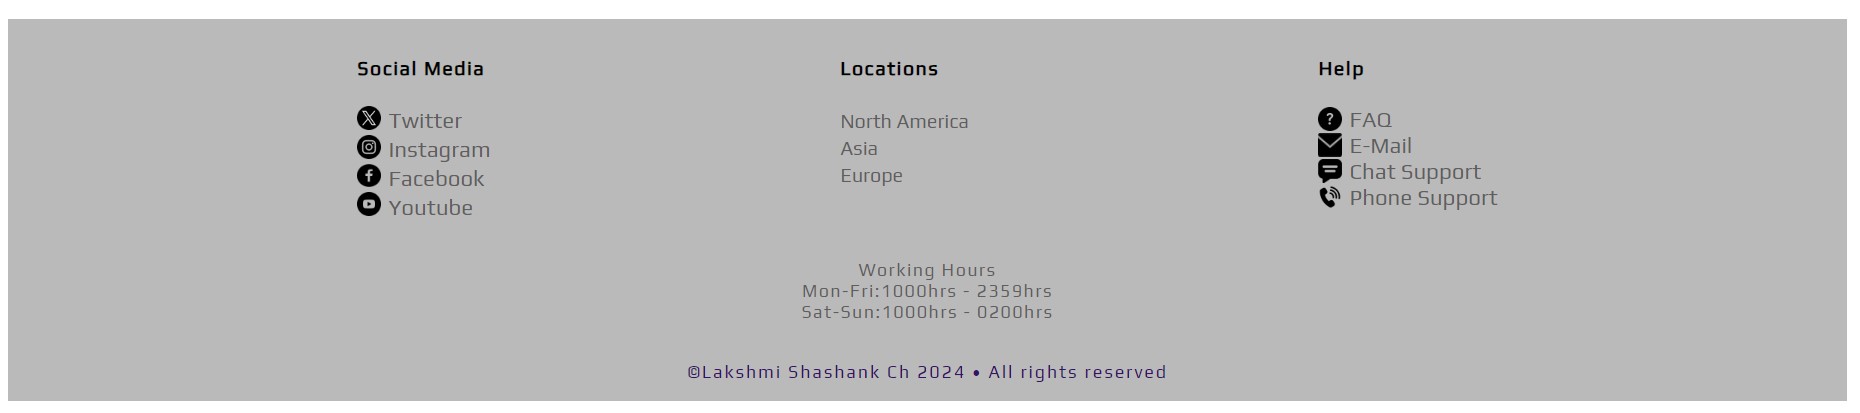 Social Media
Twitter
Instagram
Facebook
Youtube
Locations
North America
Asia
Europe
Help
FAQ
E-Mail
Chat Support
Phone Support
Working Hours
Mon-Fri:1000hrs - 2359hrs
Sat-Sun:1000hrs - 0200hrs
©Lakshmi Shashank Ch 2024 • All rights reserved